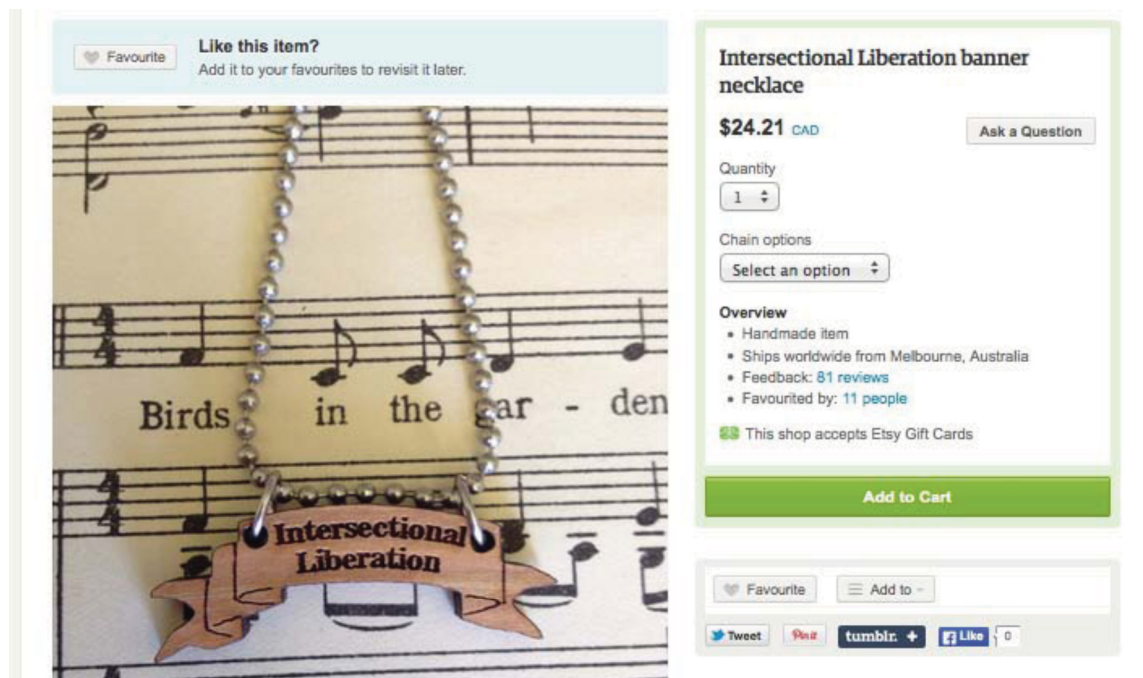 Favourite
Like this item?
Add it to your favourites to revisit it later.
Birds in the gar - den
Intersectional
Liberation
Intersectional Liberation banner
necklace
$24.21 CAD
Ask a Question
Quantity
1
Chain options
Select an option
Overview
• Handmade item
• Ships worldwide from Melbourne, Australia
• Feedback: 81 reviews
• Favourited by: 11 people
This shop accepts Etsy Gift Cards
Add to Cart
Favourite
Add to
Tweet
Pin it
tumblr. +
Like 0